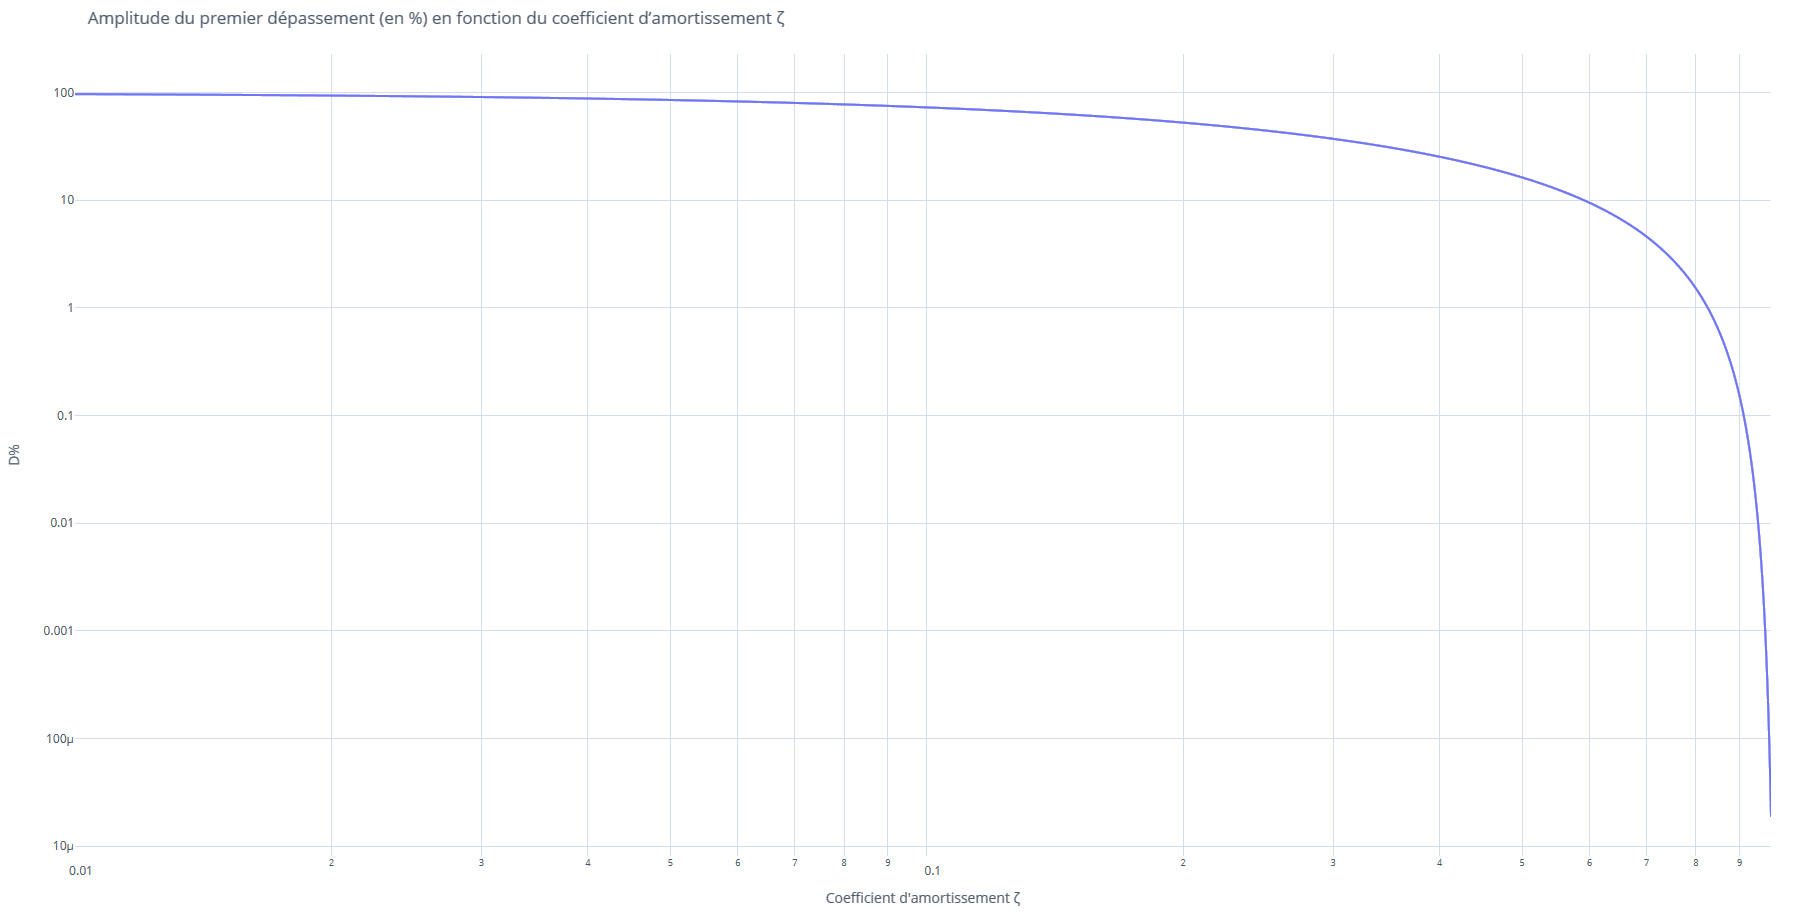 Amplitude du premier dépassement (en %) en fonction du coefficient d’amortissement ζ
100
10
1
0.1
0.01
0.001
100μ
10μ
D%
2 3 4 5 6 7 8 9 2 3 4 5 6 7 8 9
0.01 0.1
Coefficient d'amortissement ζ